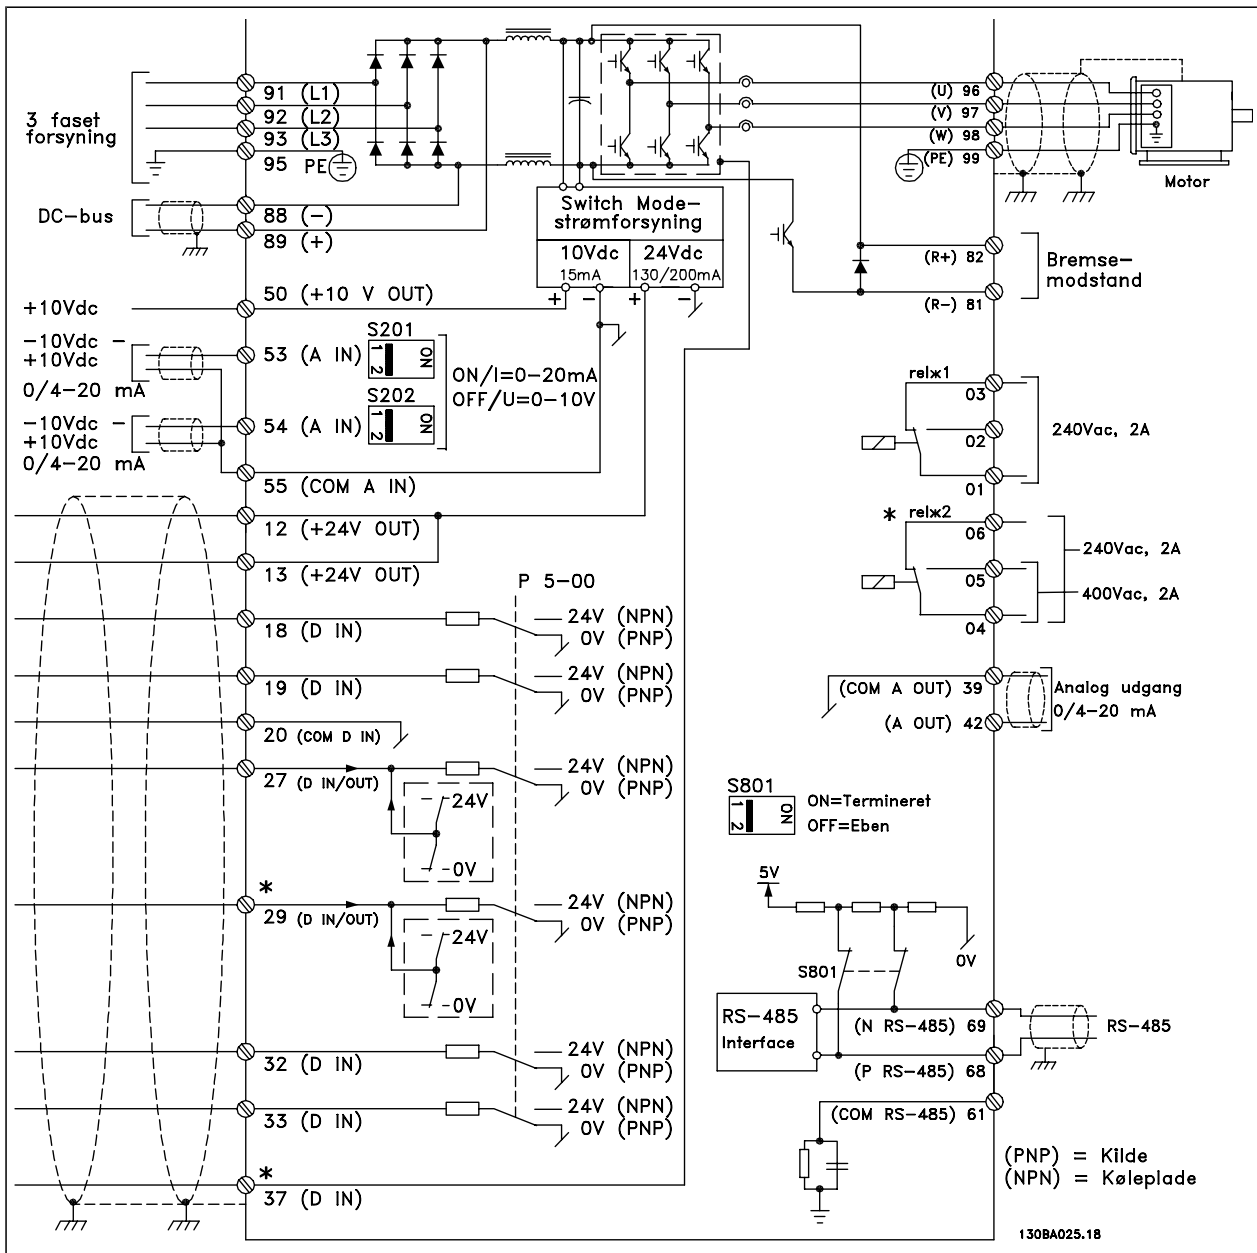 3 faset
forsyning
91 (L1)
92 (L2)
93 (L3)
95 PE
DC-bus
88 (-)
89 (+)
+10Vdc
50 (+10 V OUT)
-10Vdc -
+10Vdc
0/4-20 mA
53 (A IN)
S201
1 2
ON
S202
1 2
ON
ON/I=0-20mA
OFF/U=0-10V
-10Vdc -
+10Vdc
0/4-20 mA
54 (A IN)
55 (COM A IN)
12 (+24V OUT)
13 (+24V OUT)
Switch Mode-
strømforsyning
10Vdc
15mA
24Vdc
130/200mA
+ - + -
P 5-00
18 (D IN)
24V (NPN)
0V (PNP)
19 (D IN)
24V (NPN)
0V (PNP)
20 (COM D IN)
27 (D IN/OUT)
24V (NPN)
0V (PNP)
24V
0V
*
29 (D IN/OUT)
24V (NPN)
0V (PNP)
24V
0V
32 (D IN)
24V (NPN)
0V (PNP)
33 (D IN)
24V (NPN)
0V (PNP)
*
37 (D IN)
(U) 96
(V) 97
(W) 98
(PE) 99
Motor
(R+) 82
(R-) 81
Bremse-
modstand
relæ1
03
02
01
240Vac, 2A
* relæ2
06
05
04
240Vac, 2A
400Vac, 2A
(COM A OUT) 39
(A OUT) 42
Analog udgang
0/4-20 mA
S801
1 2
ON
ON=Termineret
OFF=Eben
5V
S801
0V
RS-485
Interface
(N RS-485) 69
(P RS-485) 68
RS-485
(COM RS-485) 61
(PNP) = Kilde
(NPN) = Køleplade
130BA025.18